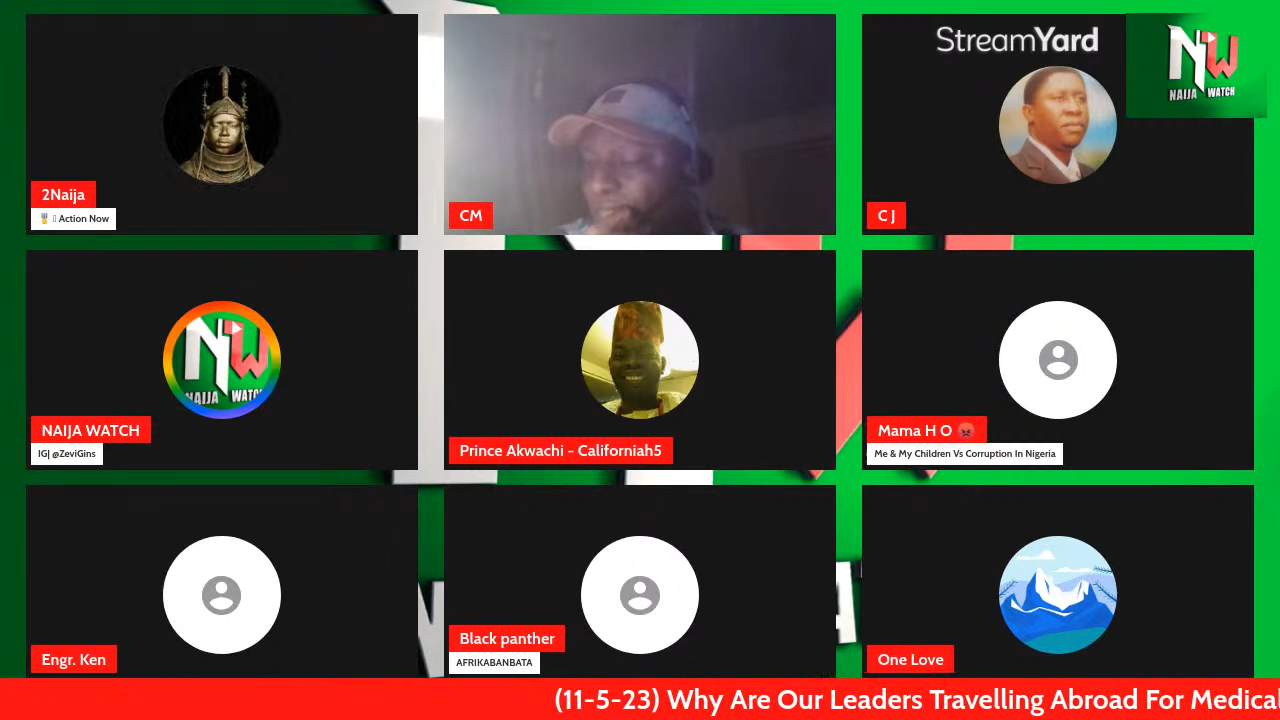 StreamYard
NAIJA WATCH
2Naija
🎖️ Action Now
CM
C J
NAIJA WATCH
NAIJA WATCH
IG| @ZeviGins
Prince Akwachi - Californiah5
Mama H O 😡
Me & My Children Vs Corruption In Nigeria
Engr. Ken
Black panther
AFRIKABANBATA
One Love
(11-5-23) Why Are Our Leaders Travelling Abroad For Medical